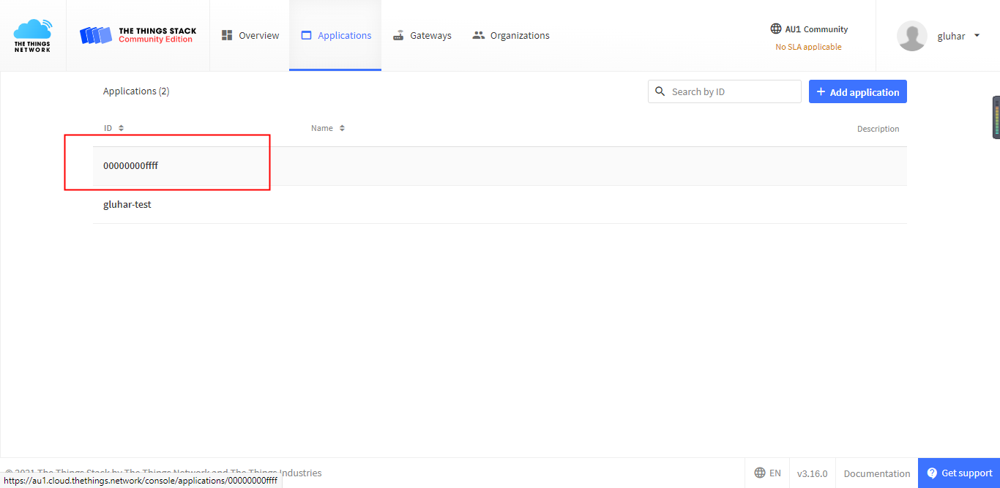 THE THINGS
NETWORK
THE THINGS STACK
Community Edition
Overview
Applications
Gateways
Organizations
AU1 Community
No SLA applicable
gluhar
Applications (2)
Search by ID
Add application
ID
Name
Description
00000000ffff
gluhar-test
© 2021 The Things Stack by The Things Network and The Things Industries
https://au1.cloud.thethings.network/console/applications/00000000ffff
EN
v3.16.0
Documentation
Get support